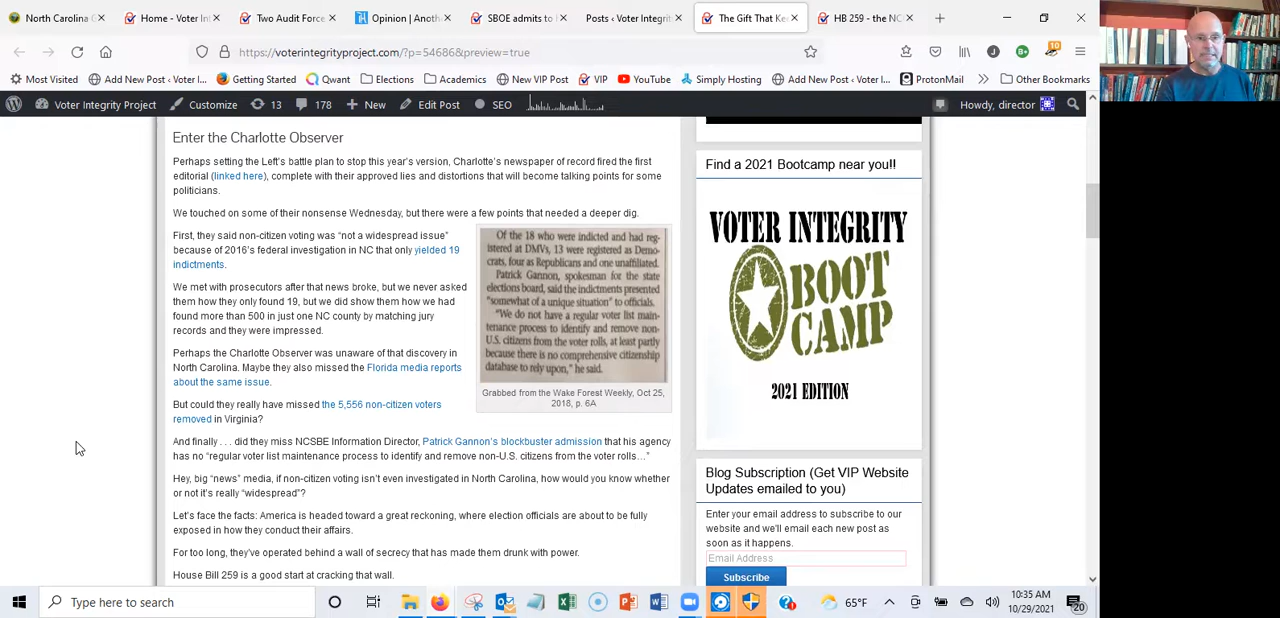 North Carolina G
Home - Voter Int
Two Audit Force
Opinion | Anoth
SBOE admits to
Posts ‹ Voter Integrit
The Gift That Ke
HB 259 - the NC
https://voterintegrityproject.com/?p=54686&preview=true
10
Most Visited
Add New Post ‹ Voter I...
Getting Started
Qwant
Elections
Academics
New VIP Post
VIP
YouTube
Simply Hosting
Add New Post ‹ Voter I...
ProtonMail
Other Bookmarks
Voter Integrity Project
Customize
13
178
New
Edit Post
SEO
Howdy, director
Enter the Charlotte Observer
Perhaps setting the Left's battle plan to stop this year's version, Charlotte's newspaper of record fired the first
editorial (linked here), complete with their approved lies and distortions that will become talking points for some
politicians.
We touched on some of their nonsense Wednesday, but there were a few points that needed a deeper dig.
First, they said non-citizen voting was "not a widespread issue"
because of 2016's federal investigation in NC that only yielded 19
indictments.
We met with prosecutors after that news broke, but we never asked
them how they only found 19, but we did show them how we had
found more than 500 in just one NC county by matching jury
records and they were impressed.
Perhaps the Charlotte Observer was unaware of that discovery in
North Carolina. Maybe they also missed the Florida media reports
about the same issue.
But could they really have missed the 5,556 non-citizen voters
removed in Virginia?
And finally . . . did they miss NCSBE Information Director, Patrick Gannon's blockbuster admission that his agency
has no "regular voter list maintenance process to identify and remove non-U.S. citizens from the voter rolls…"
Hey, big "news" media, if non-citizen voting isn't even investigated in North Carolina, how would you know whether
or not it's really "widespread"?
Let's face the facts: America is headed toward a great reckoning, where election officials are about to be fully
exposed in how they conduct their affairs.
For too long, they've operated behind a wall of secrecy that has made them drunk with power.
House Bill 259 is a good start at cracking that wall.
Of the 18 who were indicted and had reg-
istered at DMVs, 13 were registered as Demo-
crats, four as Republicans and one unaffiliated.
Patrick Gannon, spokesman for the state
elections board, said the indictments presented
"somewhat of a unique situation" to officials.
"We do not have a regular voter list main-
tenance process to identify and remove non-
U.S. citizens from the voter rolls, at least partly
because there is no comprehensive citizenship
database to rely upon," he said.
Grabbed from the Wake Forest Weekly, Oct 25,
2018, p. 6A
Find a 2021 Bootcamp near you!!
VOTER INTEGRITY
BOOT
CAMP
2021 EDITION
Blog Subscription (Get VIP Website
Updates emailed to you)
Enter your email address to subscribe to our
website and we'll email each new post as
soon as it happens.
Email Address
Subscribe
Type here to search
65°F
10:35 AM
10/29/2021
20